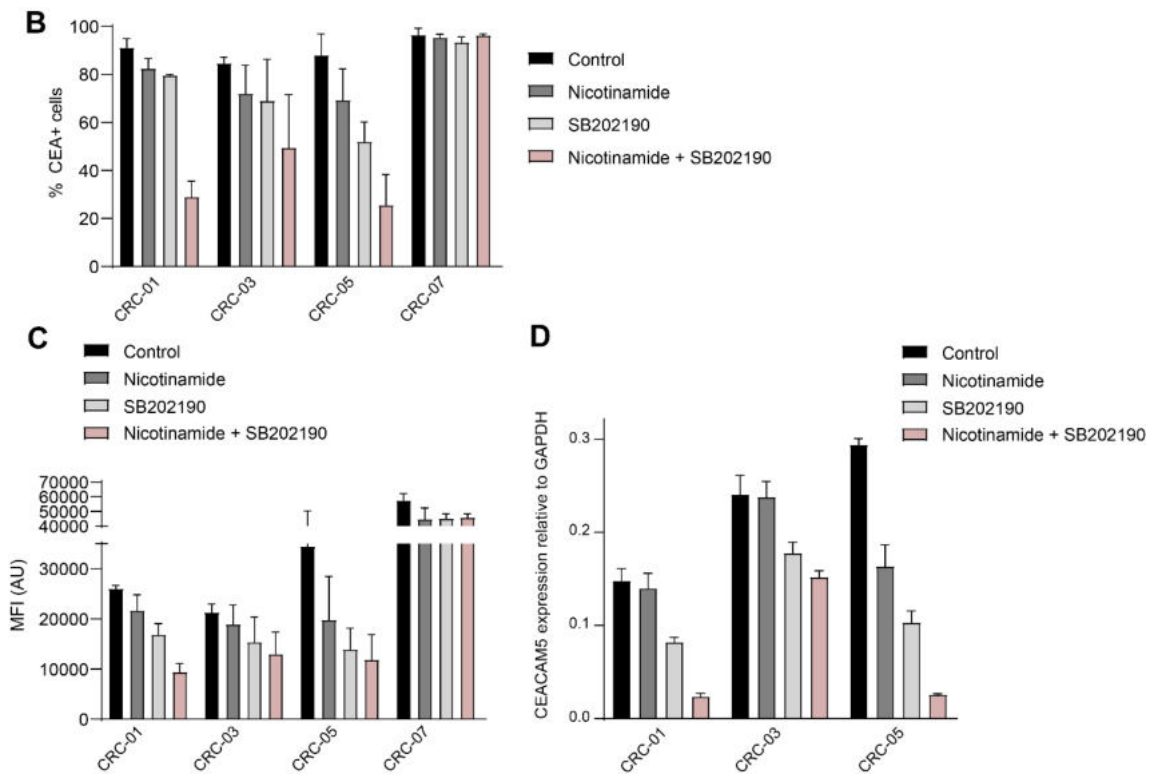 B
% CEA+ cells
100
80
60
40
20
0
CRC-01
CRC-03
CRC-05
CRC-07
Control
Nicotinamide
SB202190
Nicotinamide + SB202190
C
Control
Nicotinamide
SB202190
Nicotinamide + SB202190
MFI (AU)
70000
60000
50000
40000
30000
20000
10000
0
CRC-01
CRC-03
CRC-05
CRC-07
D
Control
Nicotinamide
SB202190
Nicotinamide + SB202190
CEACAM5 expression relative to GAPDH
0.3
0.2
0.1
0.0
CRC-01
CRC-03
CRC-05